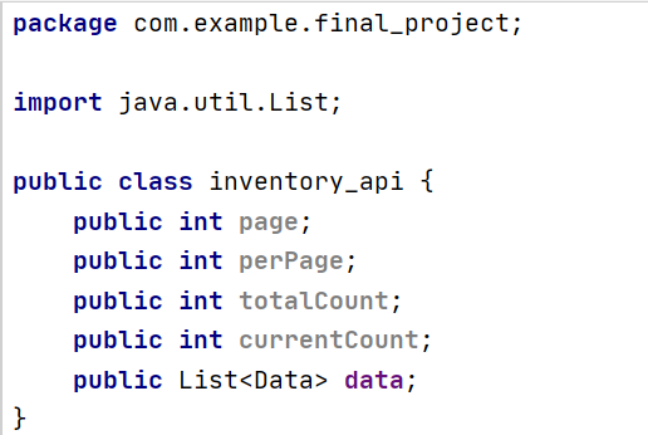 package com.example.final_project;
import java.util.List;
public class inventory_api {
    public int page;
    public int perPage;
    public int totalCount;
    public int currentCount;
    public List<Data> data;
}